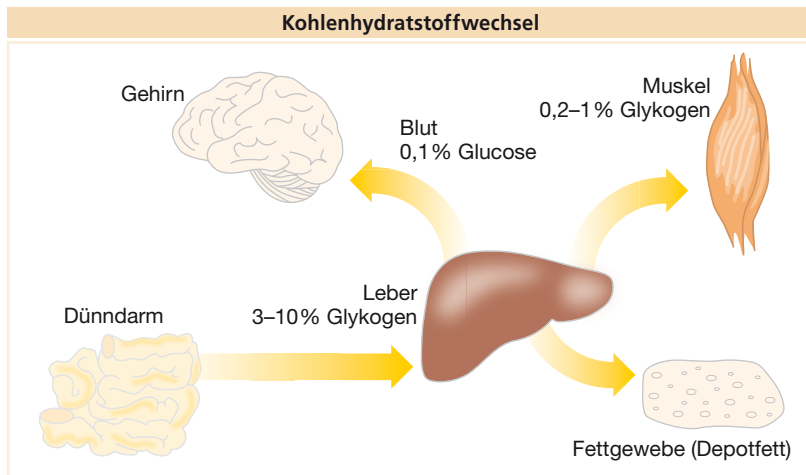 Kohlenhydratstoffwechsel
Gehirn
Muskel
0,2–1% Glykogen
Blut
0,1% Glucose
Leber
3–10% Glykogen
Dünndarm
Fettgewebe (Depotfett)